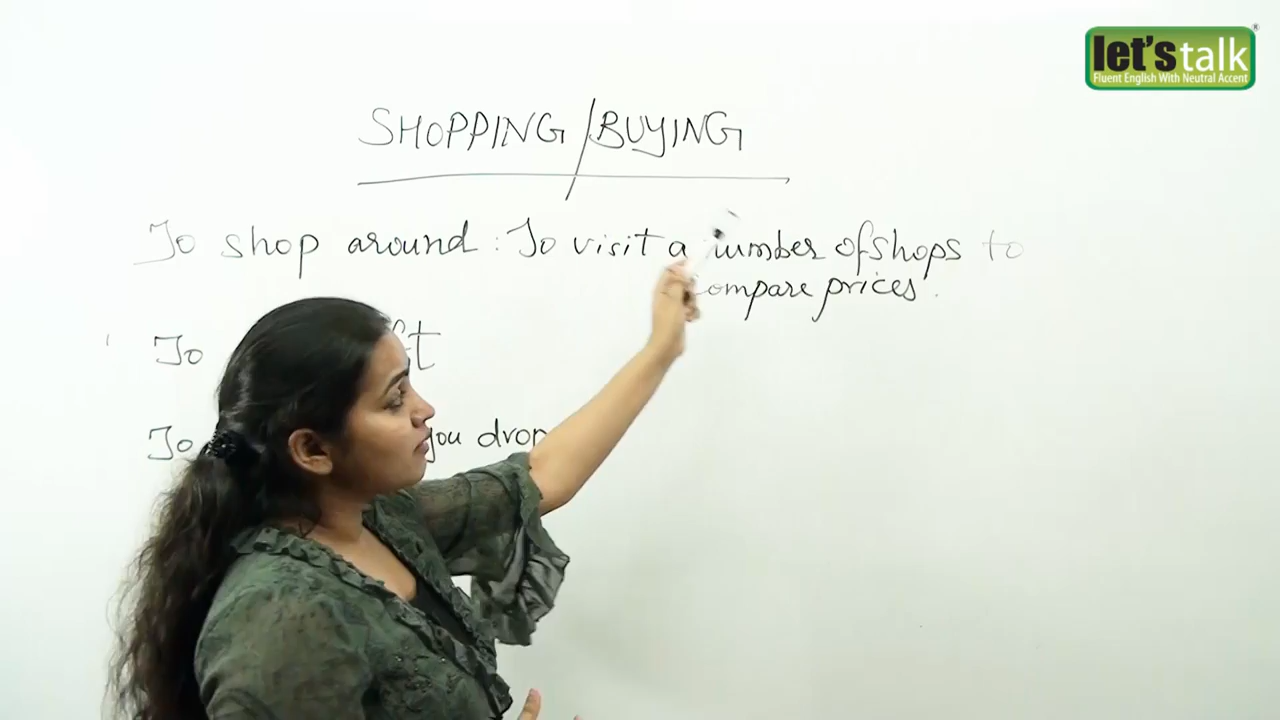 let's talk
Fluent English With Neutral Accent
SHOPPING/BUYING
To shop around : To visit a number of shops to
compare prices.
To
To you drop